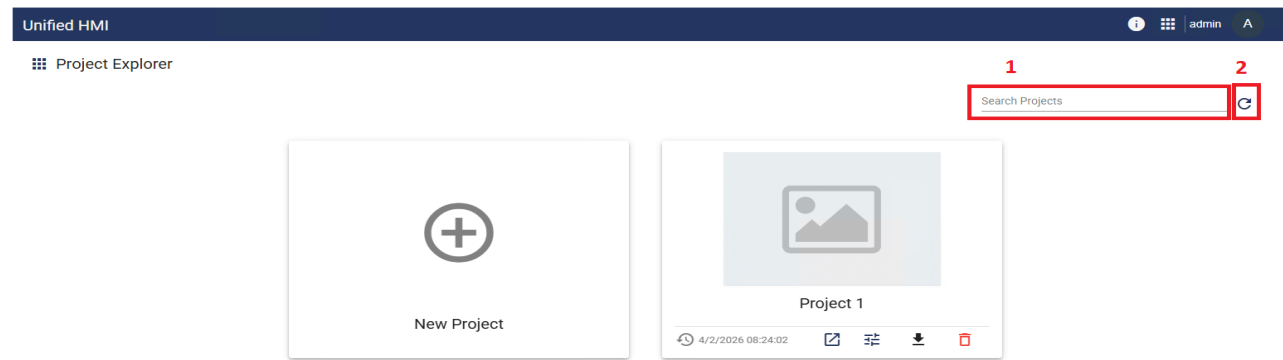 Unified HMI
admin A
Project Explorer
1 2
Search Projects
New Project
Project 1
4/2/2026 08:24:02